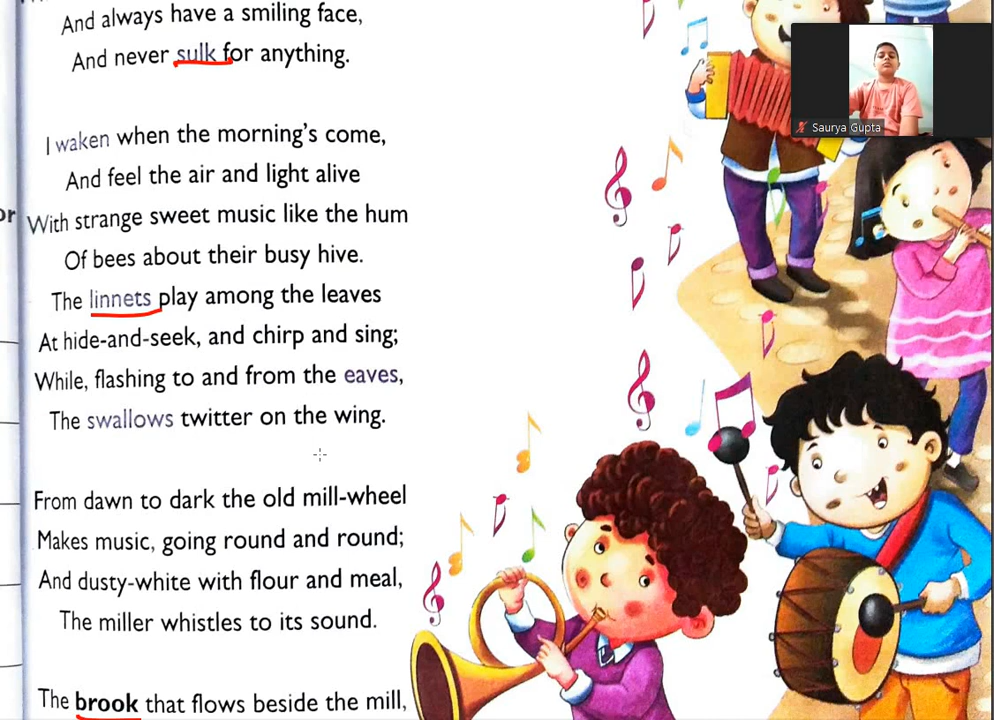 And always have a smiling face,
And never sulk for anything.
I waken when the morning's come,
And feel the air and light alive
With strange sweet music like the hum
Of bees about their busy hive.
The linnets play among the leaves
At hide-and-seek, and chirp and sing;
While, flashing to and from the eaves,
The swallows twitter on the wing.
From dawn to dark the old mill-wheel
Makes music, going round and round;
And dusty-white with flour and meal,
The miller whistles to its sound.
The brook that flows beside the mill,
or
Saurya Gupta